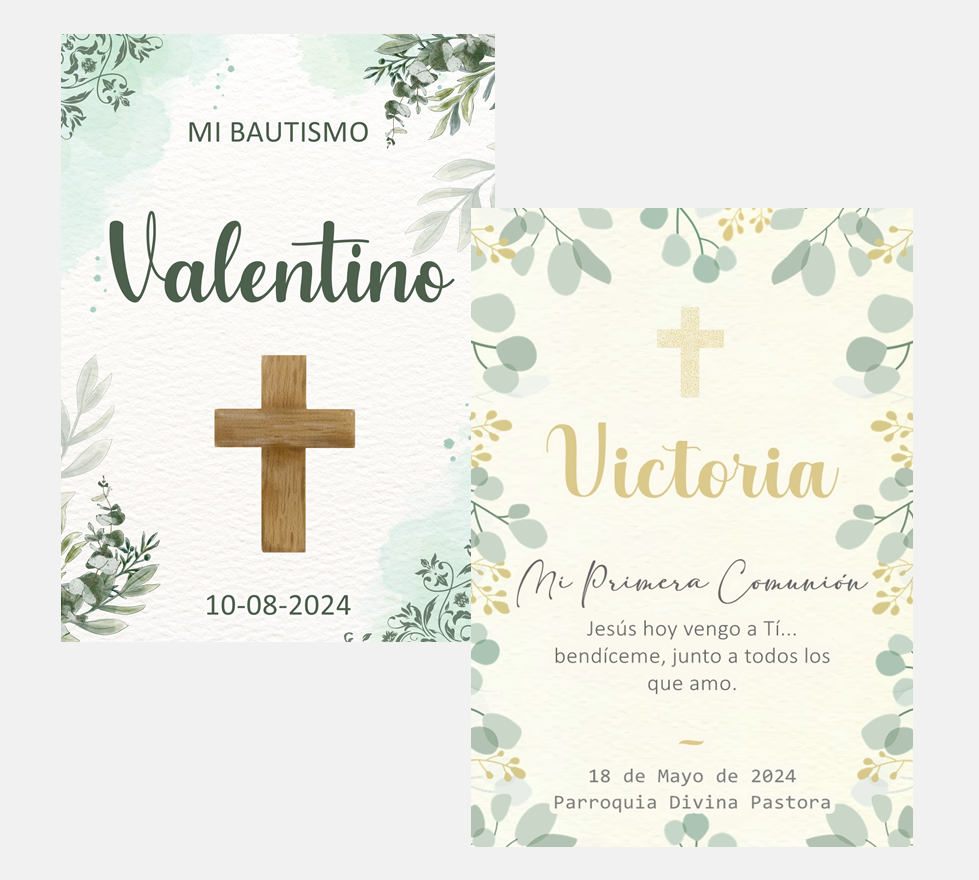 MI BAUTISMO
Valentino
10-08-2024
Victoria
Mi Primera Comunión
Jesús hoy vengo a Tí...
bendíceme, junto a todos los
que amo.
~
18 de Mayo de 2024
Parroquia Divina Pastora